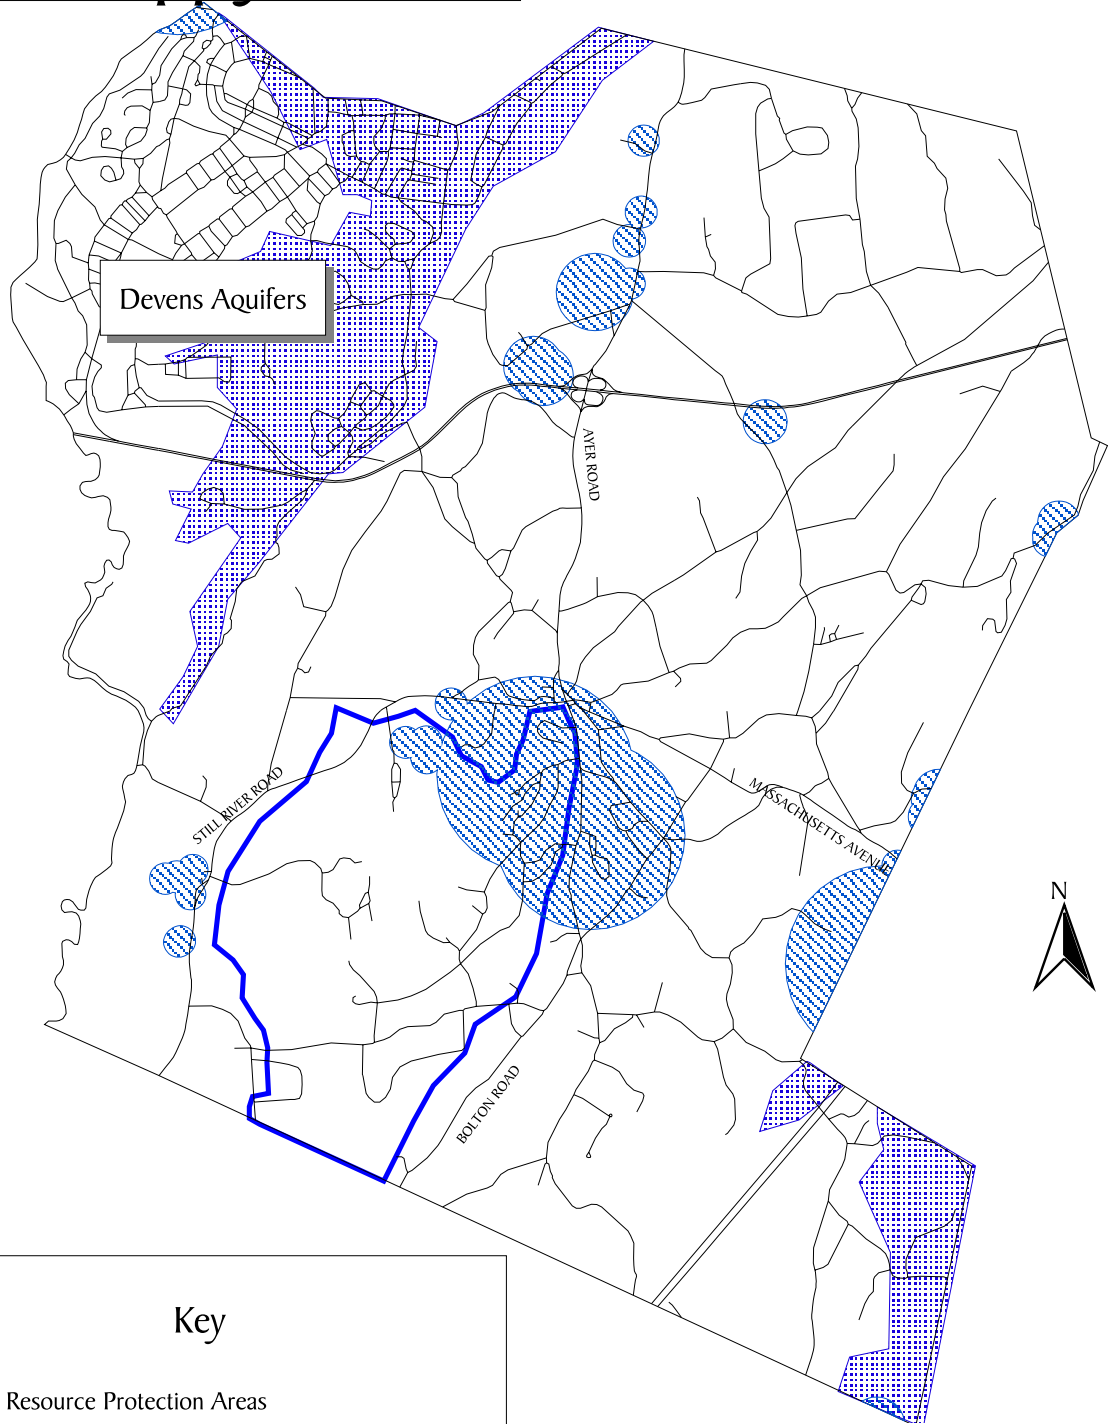 Devens Aquifers
AYER ROAD
STILL RIVER ROAD
MASSACHUSETTS AVENUE
N
BOLTON ROAD
Key
Resource Protection Areas